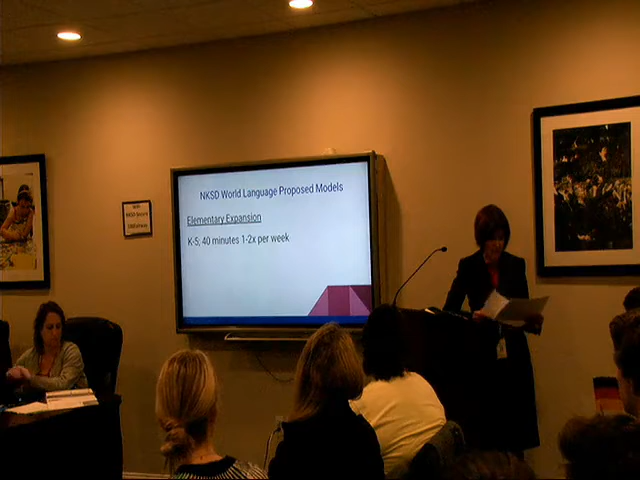 NKSD World Language Proposed Models
Elementary Expansion
K-5; 40 minutes 1-2x per week